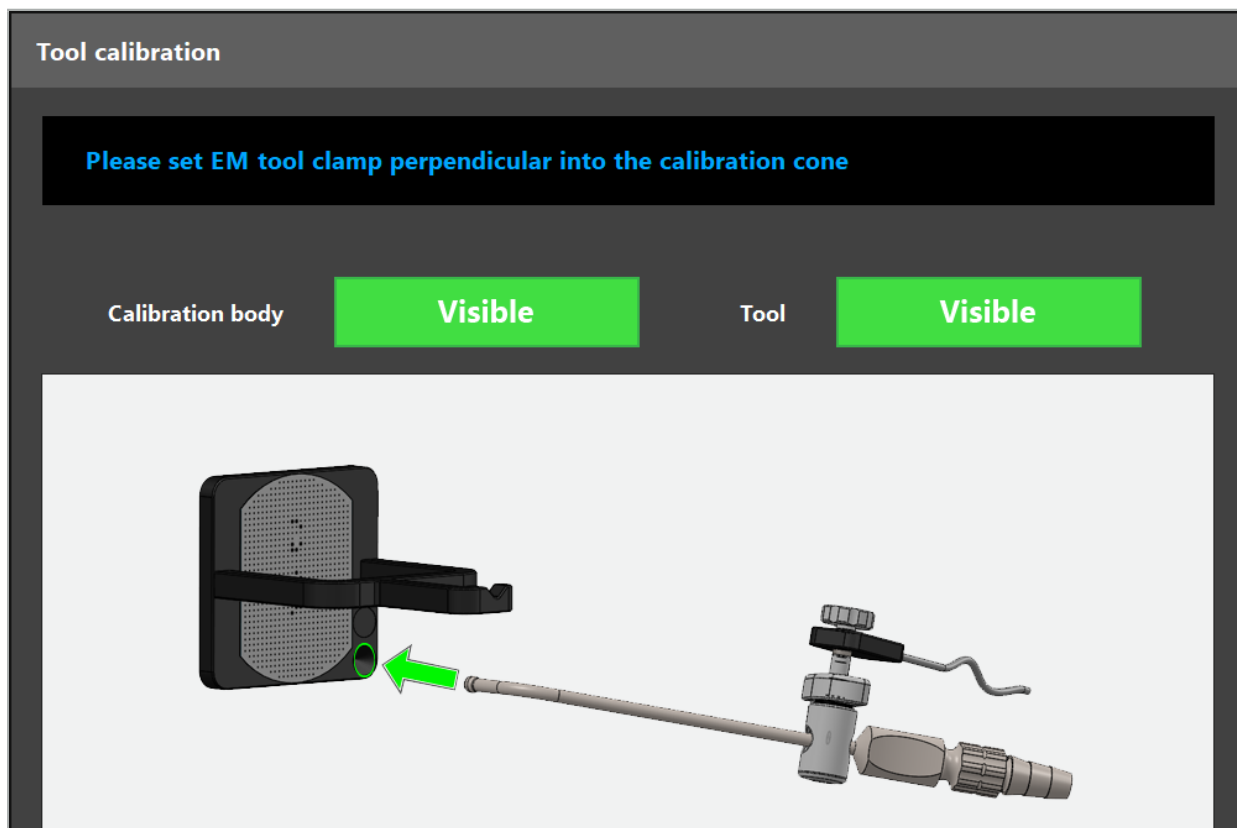 Tool calibration
Please set EM tool clamp perpendicular into the calibration cone
Calibration body
Visible
Tool
Visible